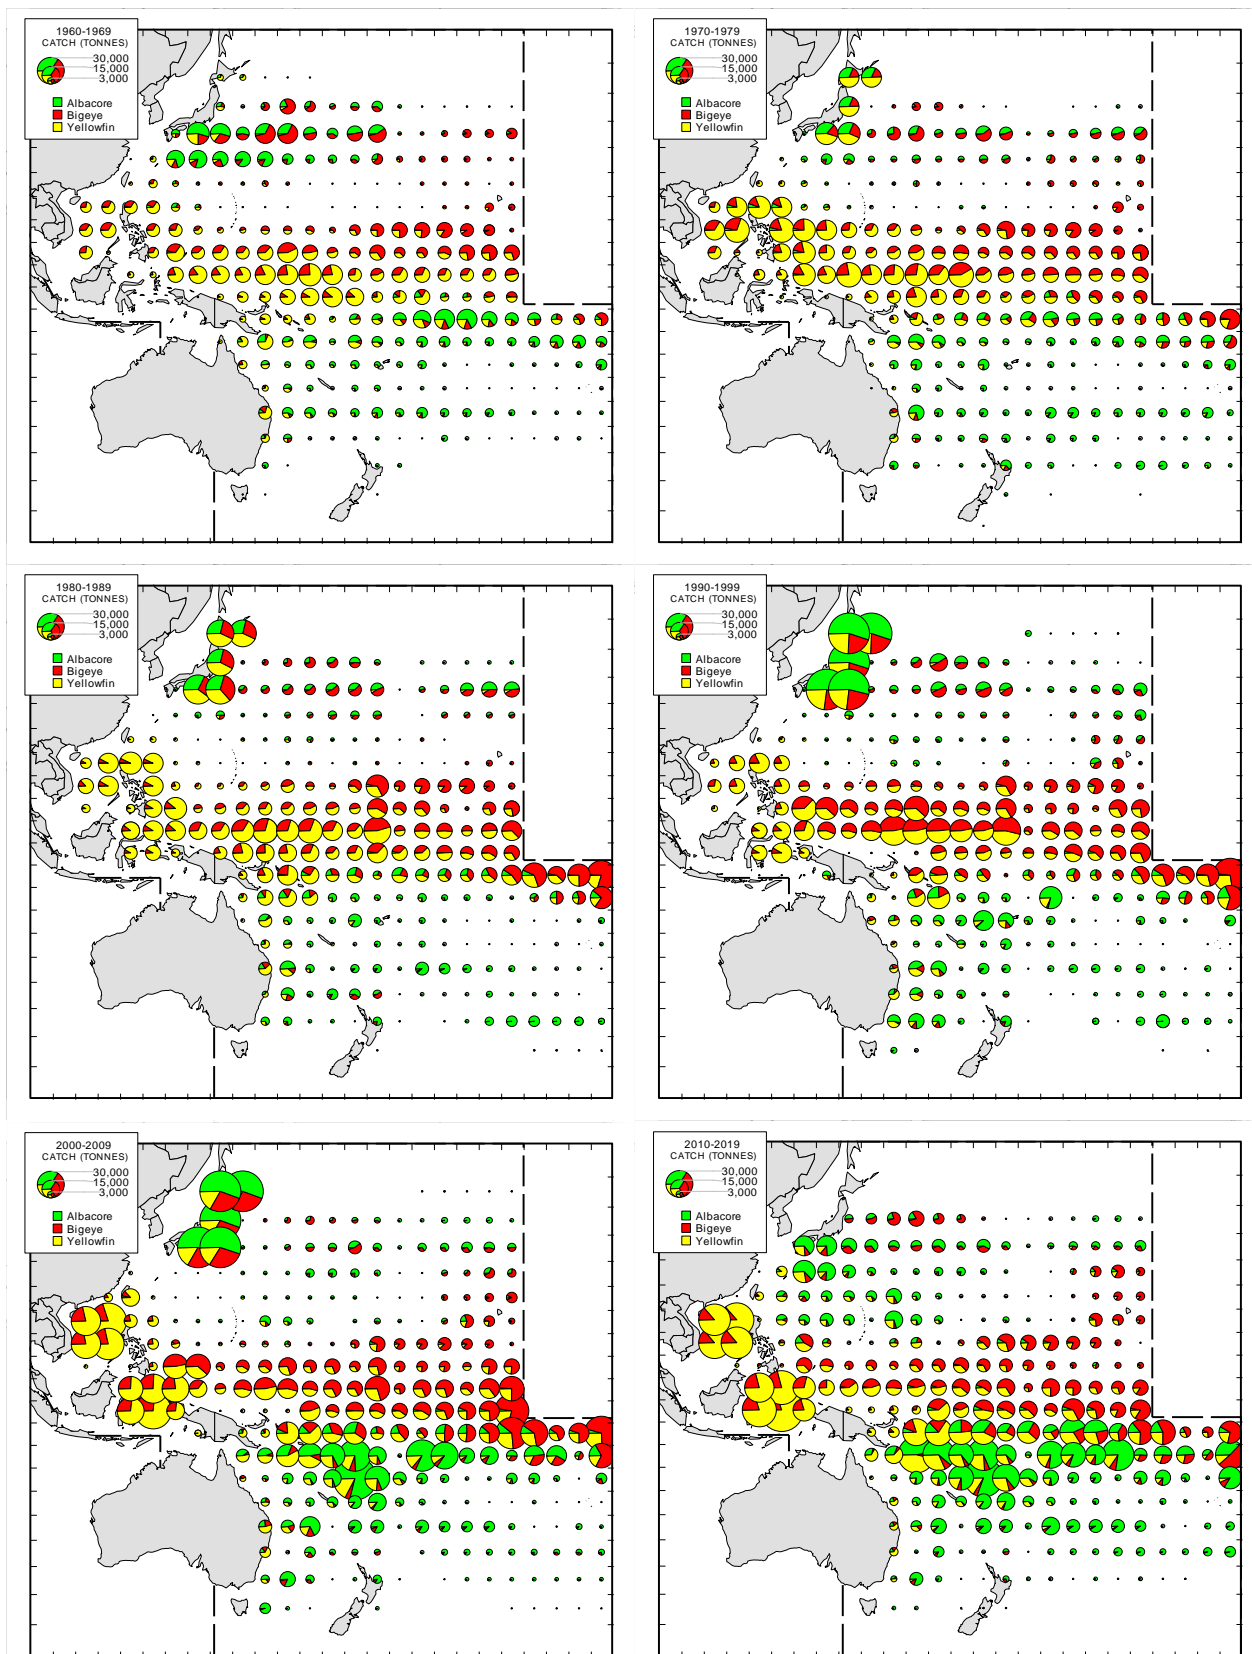 1960-1969
CATCH (TONNES)
30,000
15,000
3,000
Albacore
Bigeye
Yellowfin
1970-1979
CATCH (TONNES)
30,000
15,000
3,000
Albacore
Bigeye
Yellowfin
1980-1989
CATCH (TONNES)
30,000
15,000
3,000
Albacore
Bigeye
Yellowfin
1990-1999
CATCH (TONNES)
30,000
15,000
3,000
Albacore
Bigeye
Yellowfin
2000-2009
CATCH (TONNES)
30,000
15,000
3,000
Albacore
Bigeye
Yellowfin
2010-2019
CATCH (TONNES)
30,000
15,000
3,000
Albacore
Bigeye
Yellowfin